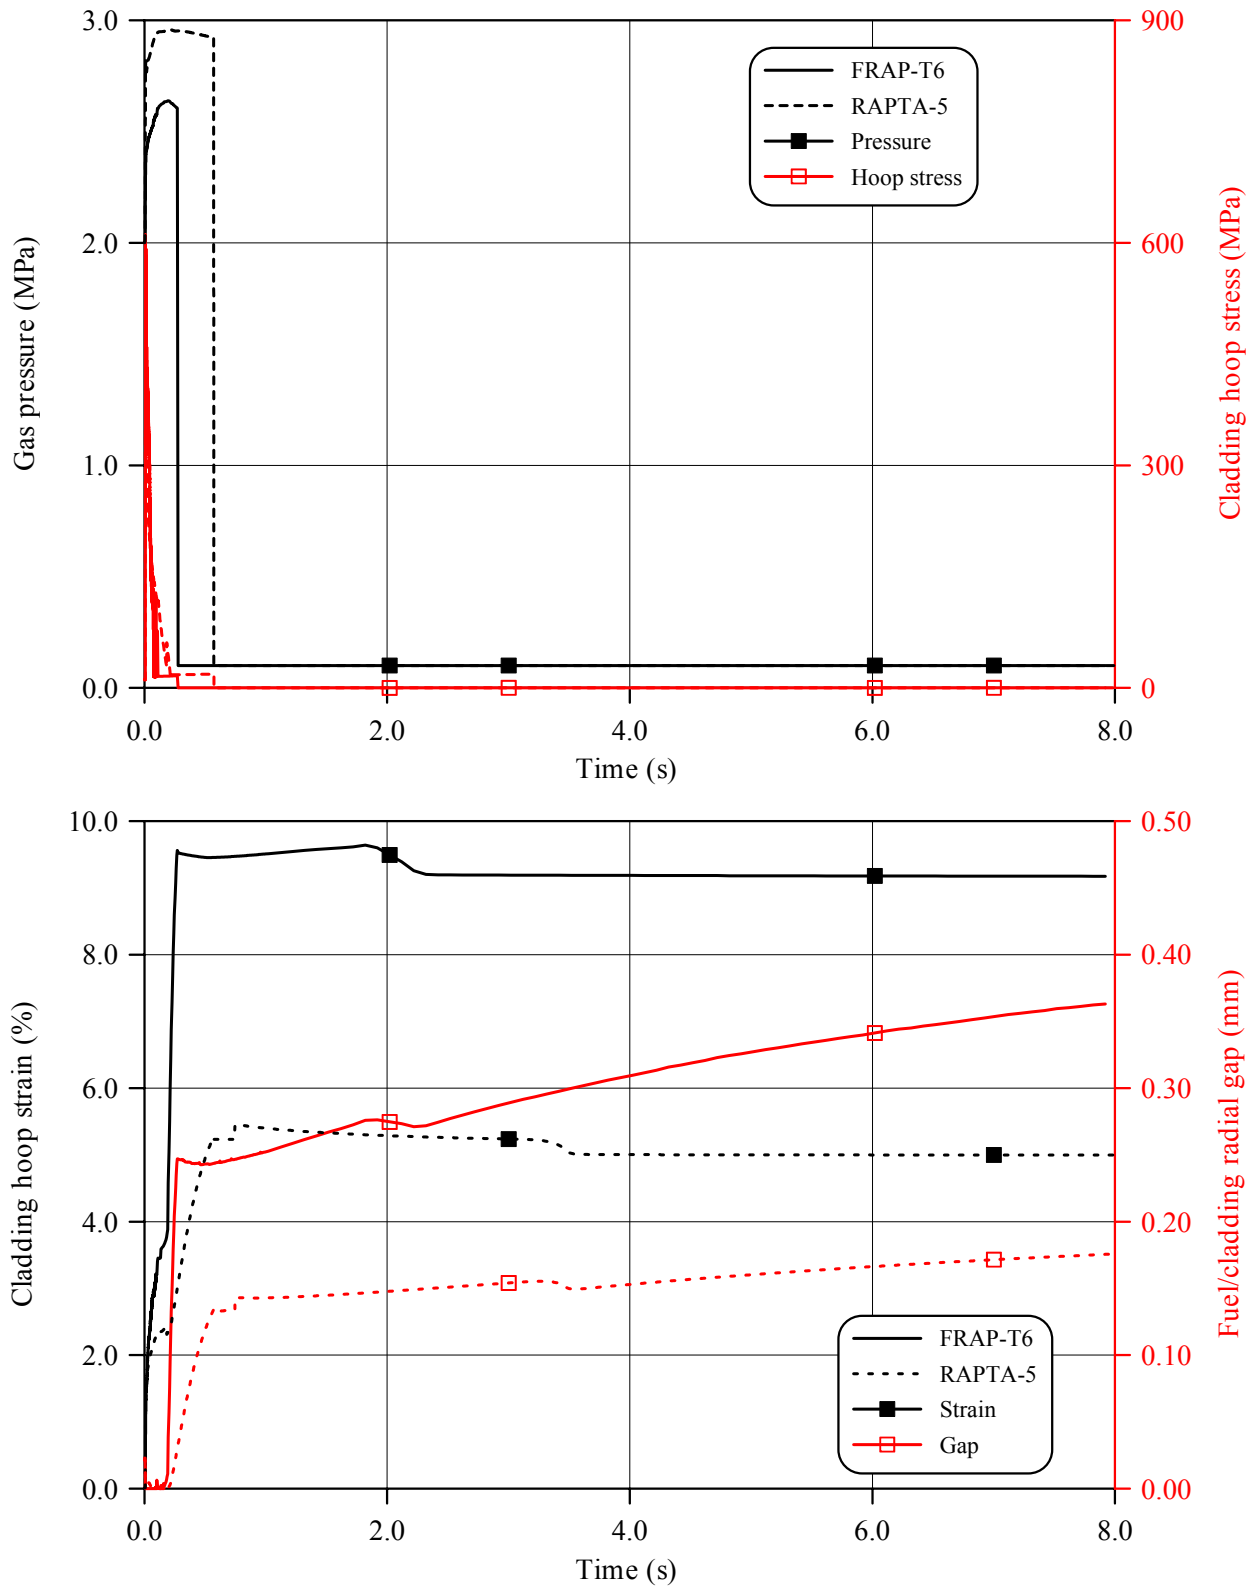 3.0
2.0
1.0
0.0
Gas pressure (MPa)
900
600
300
0
Cladding hoop stress (MPa)
FRAP-T6
RAPTA-5
Pressure
Hoop stress
0.0 2.0 4.0 6.0 8.0
Time (s)
10.0
8.0
6.0
4.0
2.0
0.0
Cladding hoop strain (%)
0.50
0.40
0.30
0.20
0.10
0.00
Fuel/cladding radial gap (mm)
FRAP-T6
RAPTA-5
Strain
Gap
0.0 2.0 4.0 6.0 8.0
Time (s)